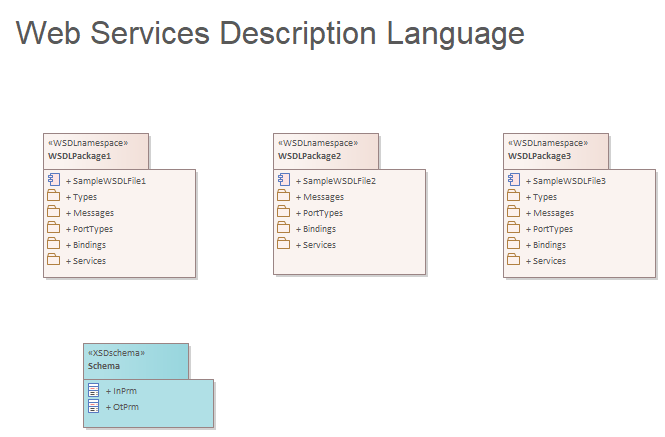 Web Services Description Language
«WSDLnamespace»
WSDLPackage1
+ SampleWSDLFile1
+ Types
+ Messages
+ PortTypes
+ Bindings
+ Services
«WSDLnamespace»
WSDLPackage2
+ SampleWSDLFile2
+ Messages
+ PortTypes
+ Bindings
+ Services
«WSDLnamespace»
WSDLPackage3
+ SampleWSDLFile3
+ Types
+ Messages
+ PortTypes
+ Bindings
+ Services
«XSDschema»
Schema
+ InPrm
+ OtPrm